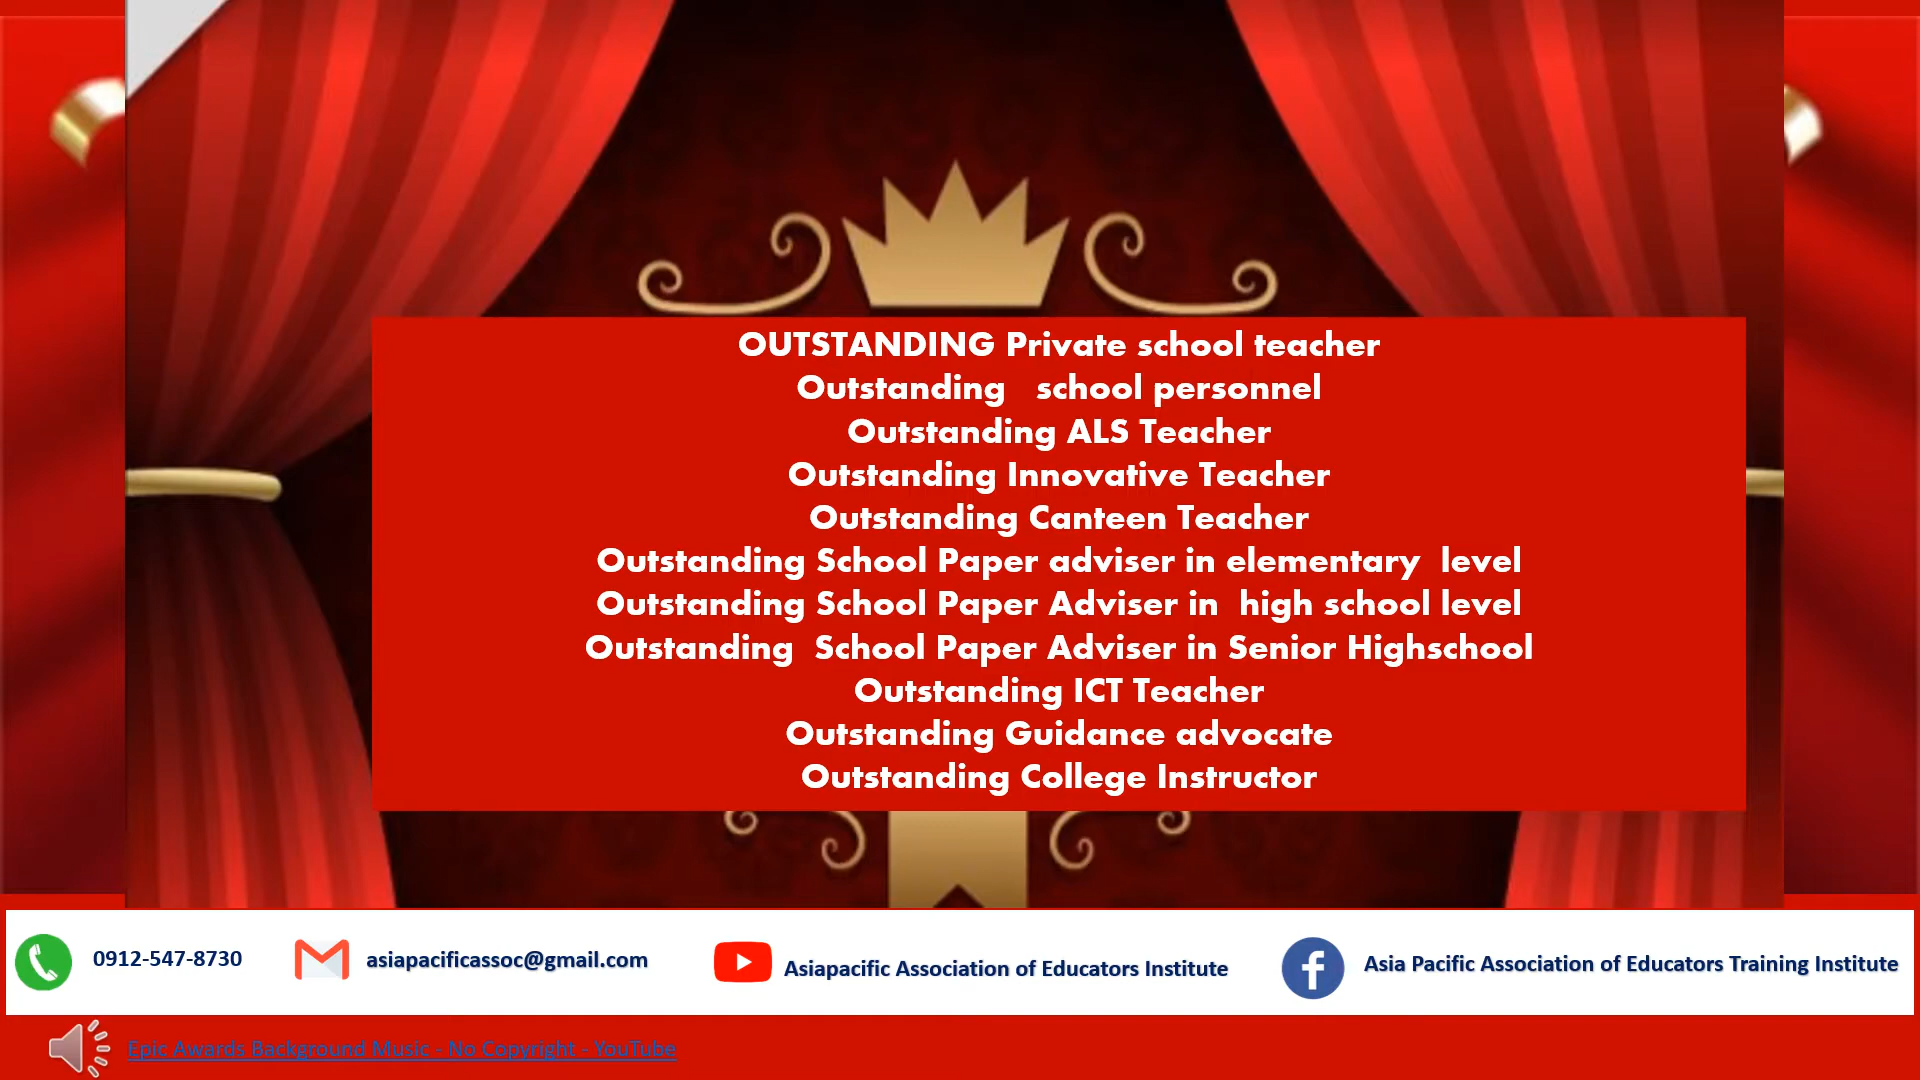 OUTSTANDING Private school teacher
Outstanding   school personnel
Outstanding ALS Teacher
Outstanding Innovative Teacher
Outstanding Canteen Teacher
Outstanding School Paper adviser in elementary  level
Outstanding School Paper Adviser in  high school level
Outstanding  School Paper Adviser in Senior Highschool
Outstanding ICT Teacher
Outstanding Guidance advocate
Outstanding College Instructor
0912-547-8730
asiapacificassoc@gmail.com
Asiapacific Association of Educators Institute
Asia Pacific Association of Educators Training Institute
Epic Awards Background Music - No Copyright - YouTube